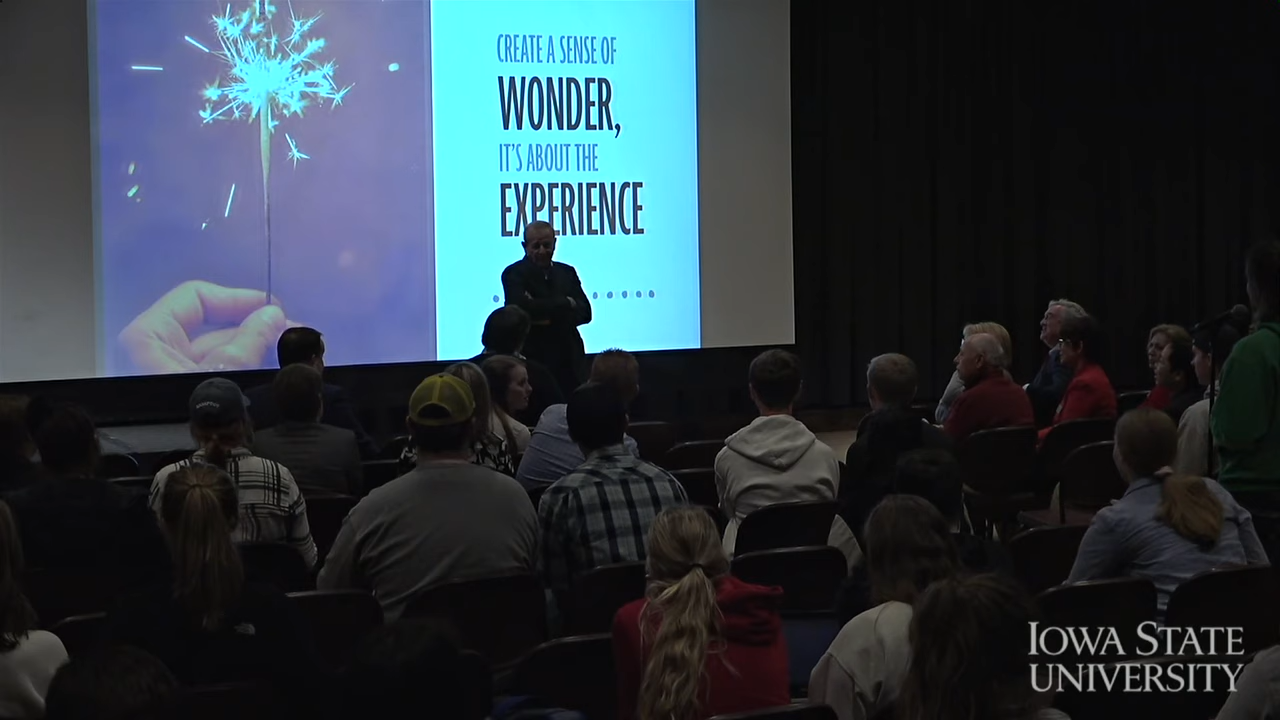 CREATE A SENSE OF
WONDER,
IT'S ABOUT THE
EXPERIENCE
IOWA STATE
UNIVERSITY